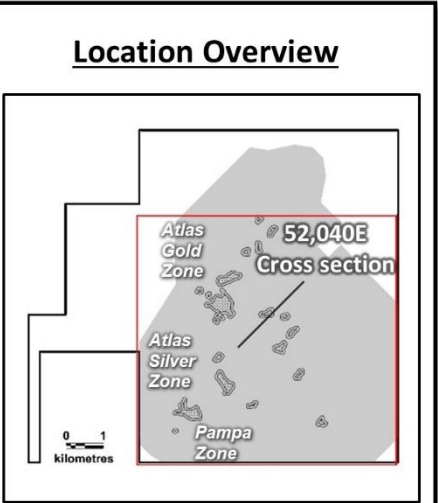 Location Overview
Atlas
Gold
Zone
52,040E
Cross section
Atlas
Silver
Zone
Pampa
Zone
0 1
kilometres